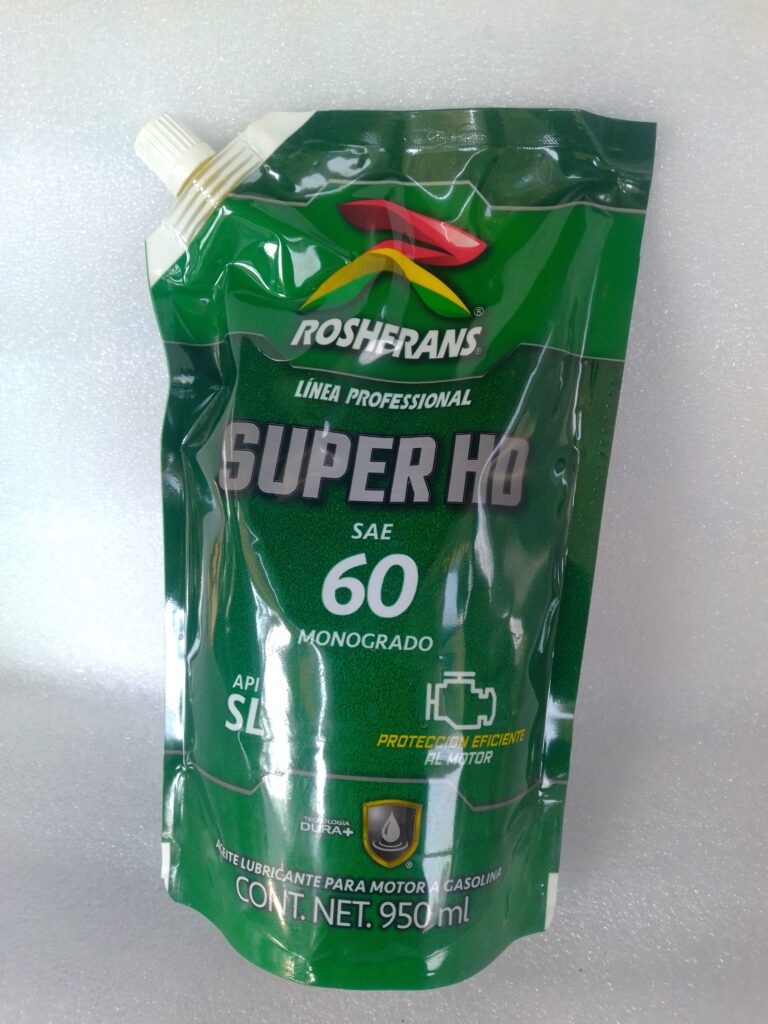 ROSHFRANS
LÍNEA PROFESSIONAL
SUPER HD
SAE
60
MONOGRADO
API
SL
PROTECCIÓN EFICIENTE
AL MOTOR
TECNOLOGÍA
DURA+
ACEITE LUBRICANTE PARA MOTOR A GASOLINA
CONT. NET. 950 ml